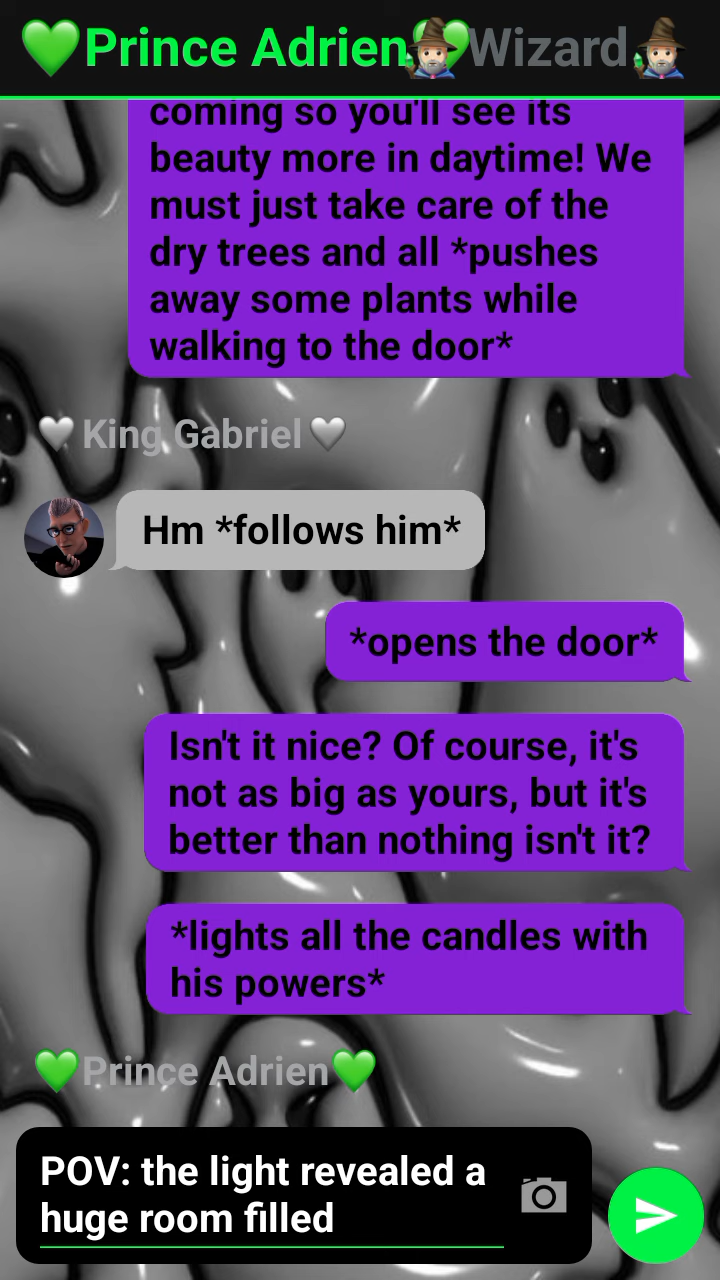 💚Prince Adrien💚 Wizard
coming so you'll see its
beauty more in daytime! We
must just take care of the
dry trees and all *pushes
away some plants while
walking to the door*
King Gabriel
Hm *follows him*
*opens the door*
Isn't it nice? Of course, it's
not as big as yours, but it's
better than nothing isn't it?
*lights all the candles with
his powers*
💚Prince Adrien💚
POV: the light revealed a
huge room filled